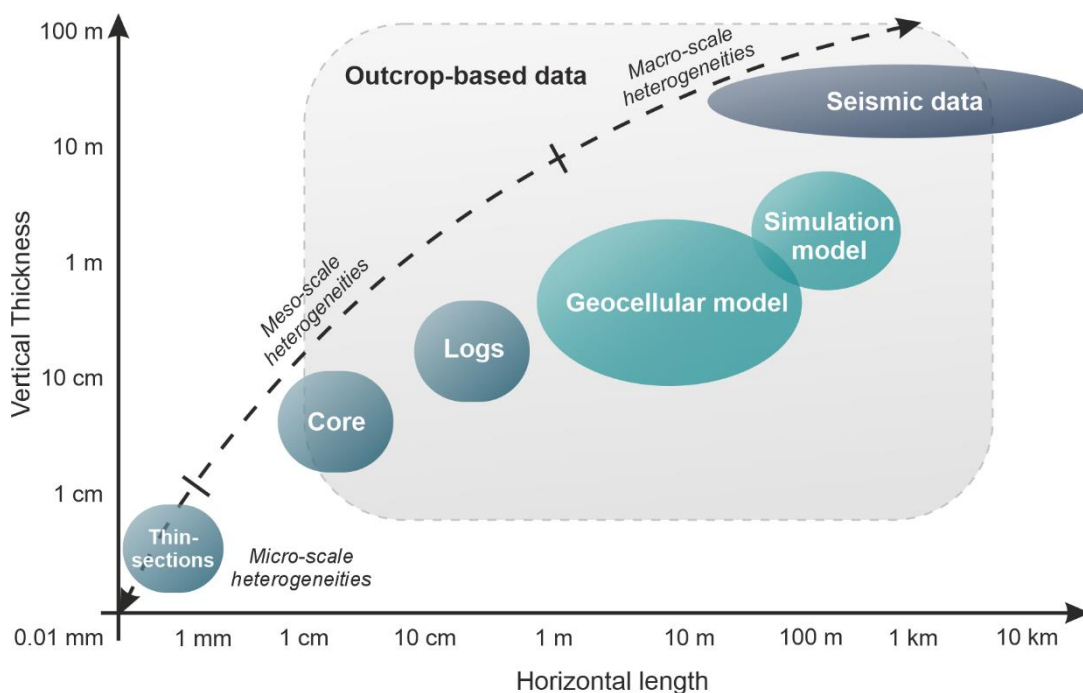 100 m
Outcrop-based data
Macro-scale
heterogeneities
Seismic data
10 m
Simulation
model
1 m
Meso-scale
heterogeneities
Geocellular model
Logs
Vertical Thickness
10 cm
Core
1 cm
Thin-
sections
Micro-scale
heterogeneities
0.01 mm
1 mm
1 cm
10 cm
1 m
10 m
100 m
1 km
10 km
Horizontal length